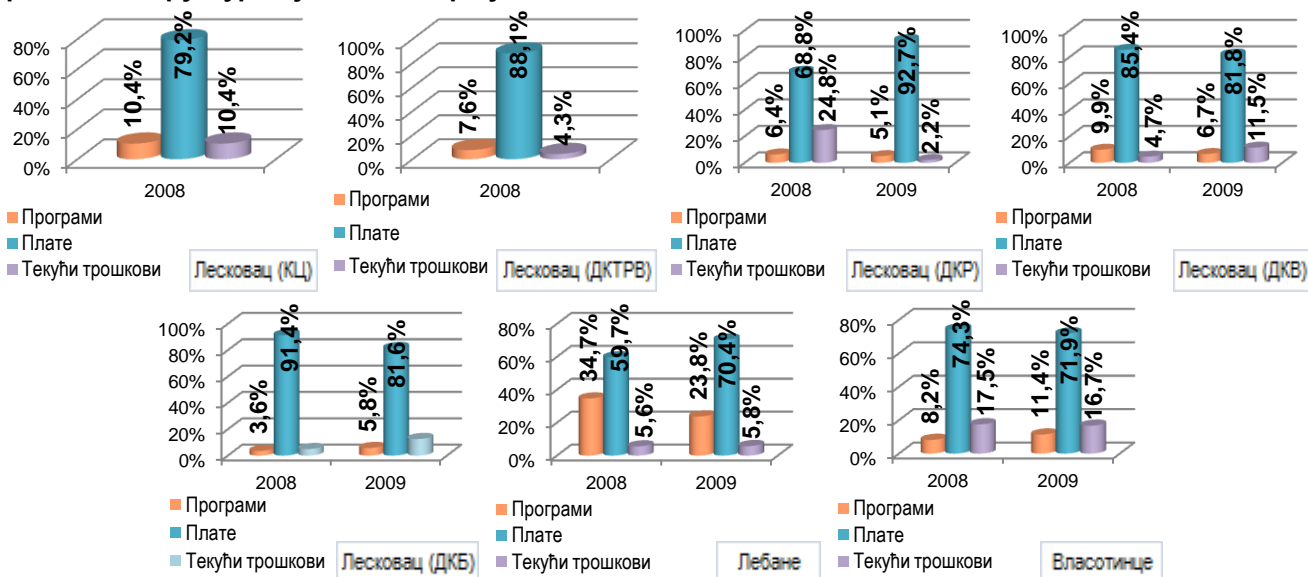 80%
60%
40%
20%
0%
10,4%
79,2%
10,4%
2008
Програми
Плате
Текући трошкови
Лесковац (КЦ)
100%
80%
60%
40%
20%
0%
7,6%
88,1%
4,3%
2008
Програми
Плате
Текући трошкови
Лесковац (ДКТРВ)
100%
80%
60%
40%
20%
0%
6,4%
68,8%
24,8%
5,1%
92,7%
2,2%
2008 2009
Програми
Плате
Текући трошкови
Лесковац (ДКР)
100%
80%
60%
40%
20%
0%
9,9%
85,4%
4,7%
6,7%
81,8%
11,5%
2008 2009
Програми
Плате
Текући трошкови
Лесковац (ДКВ)
100%
80%
60%
40%
20%
0%
3,6%
91,4%
5,8%
81,6%
2008 2009
Програми
Плате
Текући трошкови
Лесковац (ДКБ)
80%
60%
40%
20%
0%
34,7%
59,7%
5,6%
23,8%
70,4%
5,8%
2008 2009
Програми
Плате
Текући трошкови
Лебане
80%
60%
40%
20%
0%
8,2%
74,3%
17,5%
11,4%
71,9%
16,7%
2008 2009
Програми
Плате
Текући трошкови
Власотинце